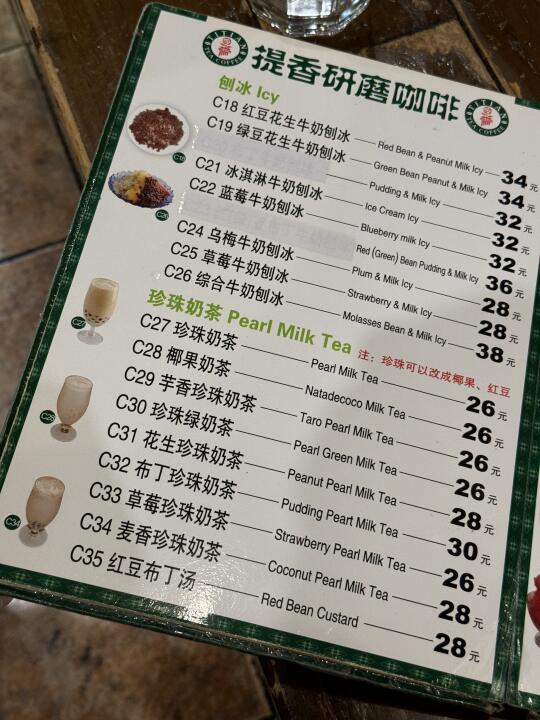 提香研磨咖啡
TITIAN
TEA COFFEE
TITIAN
TEA COFFEE
刨冰 Icy
C18 红豆花生牛奶刨冰 Red Bean & Peanut Milk Icy 34元
C19 绿豆花生牛奶刨冰 Green Bean Peanut & Milk Icy 34元
Pudding & Milk Icy 32元
C21 冰淇淋牛奶刨冰 Ice Cream Icy 32元
C22 蓝莓牛奶刨冰 Blueberry milk Icy 32元
Red (Green) Bean Pudding & Milk Icy 36元
C24 乌梅牛奶刨冰 Plum & Milk Icy 28元
C25 草莓牛奶刨冰 Strawberry & Milk Icy 28元
C26 综合牛奶刨冰 Molasses Bean & Milk Icy 38元
珍珠奶茶 Pearl Milk Tea 注：珍珠可以改成椰果、红豆
C27 珍珠奶茶 Pearl Milk Tea 26元
C28 椰果奶茶 Natadecoco Milk Tea 26元
C29 芋香珍珠奶茶 Taro Pearl Milk Tea 26元
C30 珍珠绿奶茶 Pearl Green Milk Tea 26元
C31 花生珍珠奶茶 Peanut Pearl Milk Tea 28元
C32 布丁珍珠奶茶 Pudding Peart Milk Tea 30元
C33 草莓珍珠奶茶 Strawberry Pearl Milk Tea 26元
C34 麦香珍珠奶茶 Coconut Pearl Milk Tea 28元
C35 红豆布丁汤 Red Bean Custard 28元
C18
C26
C27
C28
C34